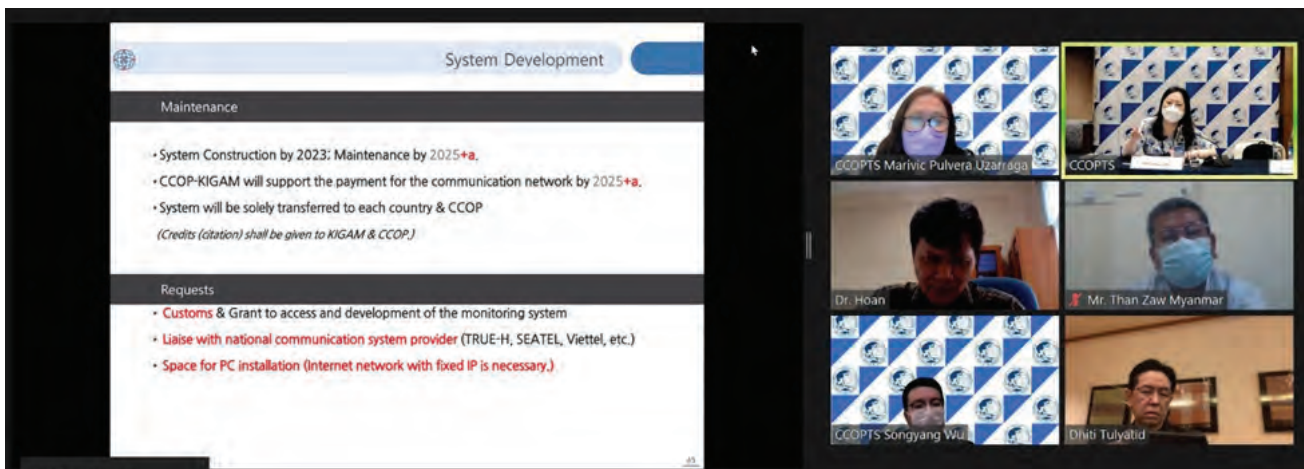 System Development
Maintenance
• System Construction by 2023; Maintenance by 2025+a.
• CCOP-KIGAM will support the payment for the communication network by 2025+a.
• System will be solely transferred to each country & CCOP
(Credits (citation) shall be given to KIGAM & CCOP.)
Requests
• Customs & Grant to access and development of the monitoring system
• Liaise with national communication system provider (TRUE-H, SEATEL, Viettel, etc.)
• Space for PC installation (Internet network with fixed IP is necessary.)
CCOPTS Marivic Pulvera Uzarraga
CCOPTS
Dr. Hoan
Mr. Than Zaw Myanmar
CCOPTS Songyang Wu
Dhiti Tulyatid